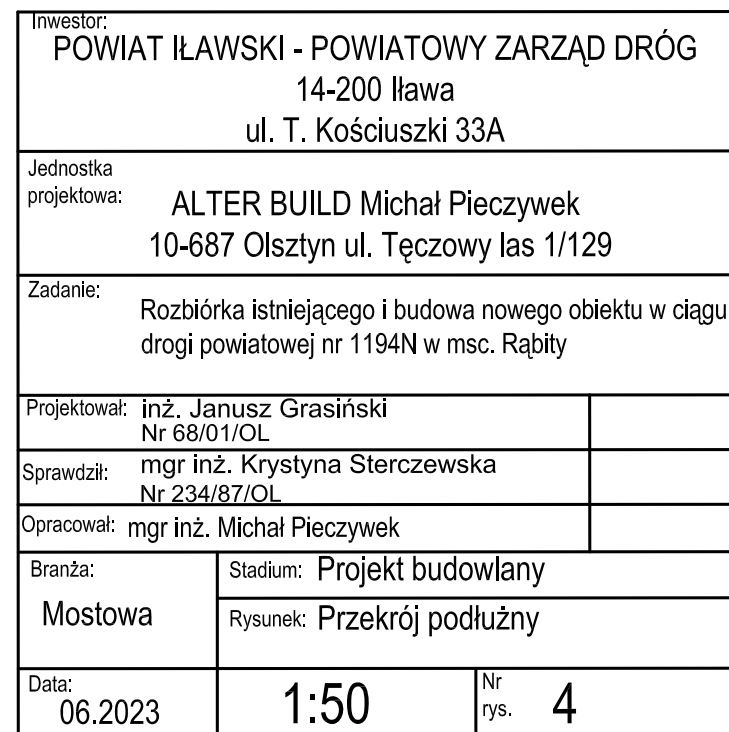 Inwestor:
POWIAT IŁAWSKI - POWIATOWY ZARZĄD DRÓG
14-200 Iława
ul. T. Kościuszki 33A
Jednostka
projektowa:
ALTER BUILD Michał Pieczywek
10-687 Olsztyn ul. Tęczowy las 1/129
Zadanie:
Rozbiórka istniejącego i budowa nowego obiektu w ciągu
drogi powiatowej nr 1194N w msc. Rąbity
Projektował: inż. Janusz Grasiński
Nr 68/01/OL
Sprawdził: mgr inż. Krystyna Sterczewska
Nr 234/87/OL
Opracował: mgr inż. Michał Pieczywek
Branża:
Mostowa
Stadium: Projekt budowlany
Rysunek: Przekrój podłużny
Data:
06.2023
1:50
Nr
rys.
4